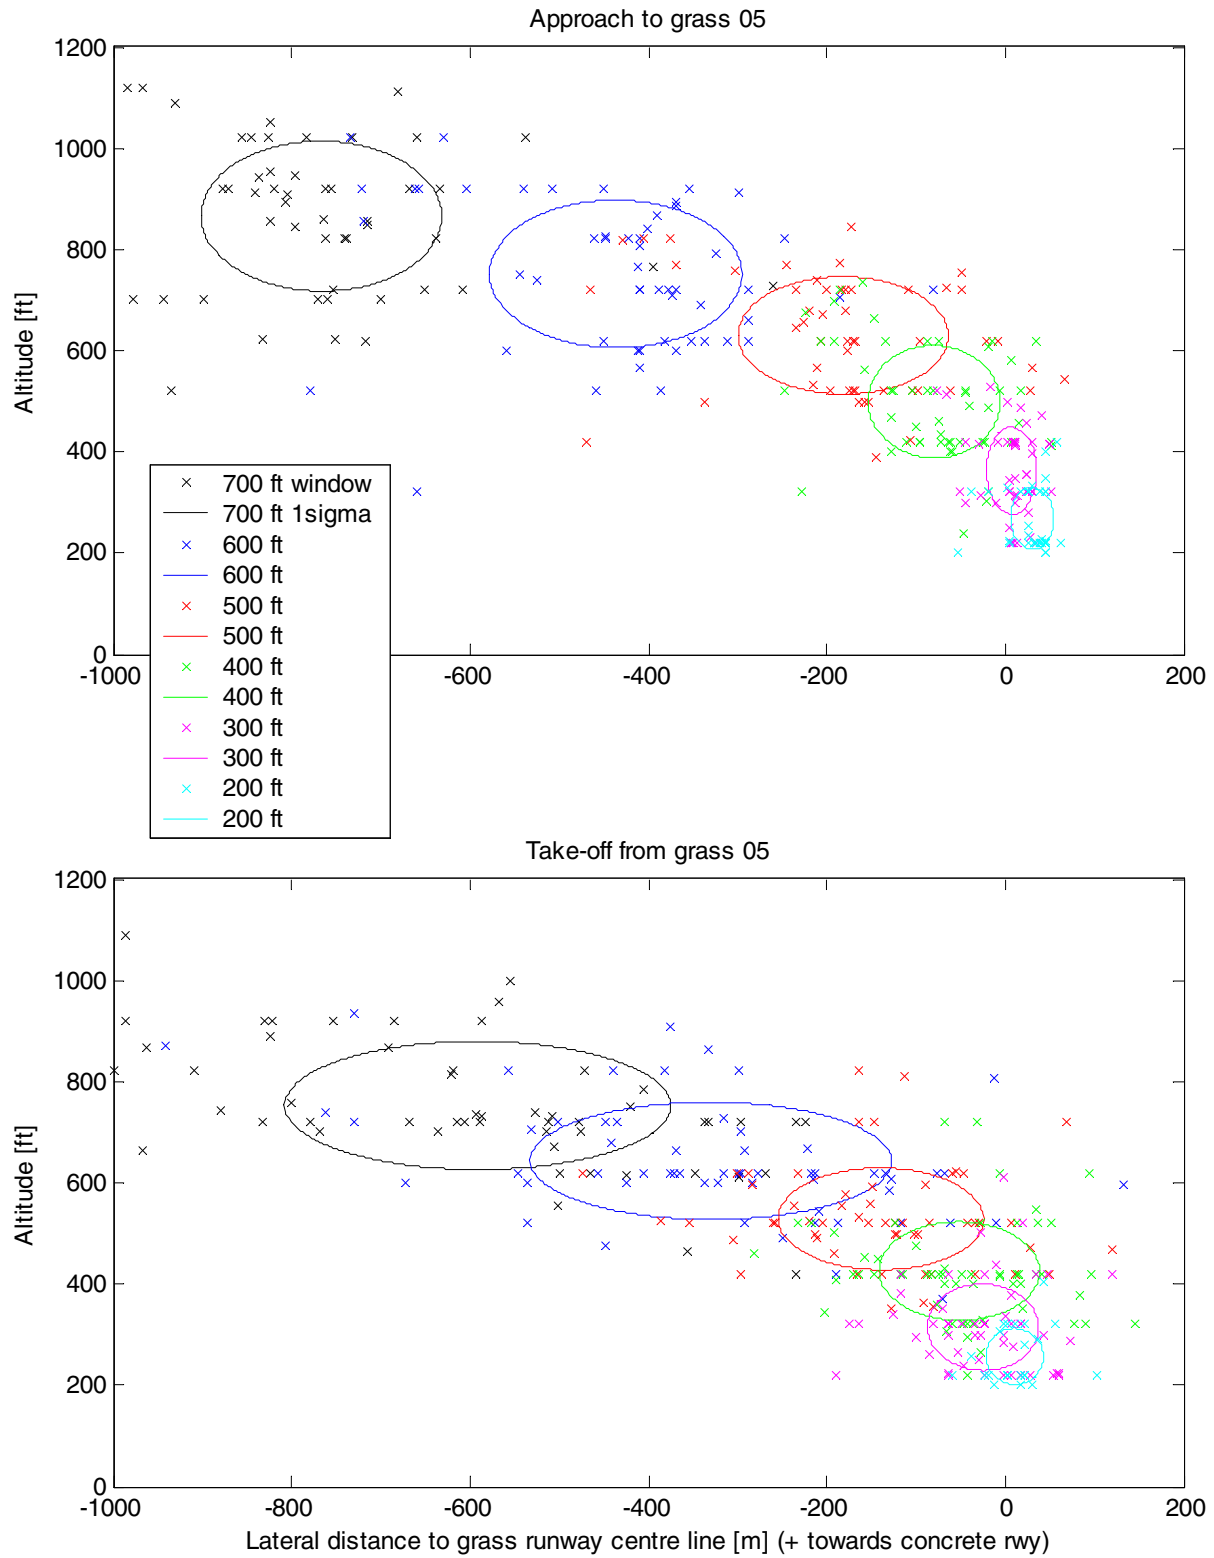 Approach to grass 05
1200
1000
800
600
400
200
0
Altitude [ft]
-1000
-600
-400
-200
0
200
700 ft window
700 ft 1sigma
600 ft
600 ft
500 ft
500 ft
400 ft
400 ft
300 ft
300 ft
200 ft
200 ft
Take-off from grass 05
1200
1000
800
600
400
200
0
Altitude [ft]
-1000
-800
-600
-400
-200
0
200
Lateral distance to grass runway centre line [m] (+ towards concrete rwy)